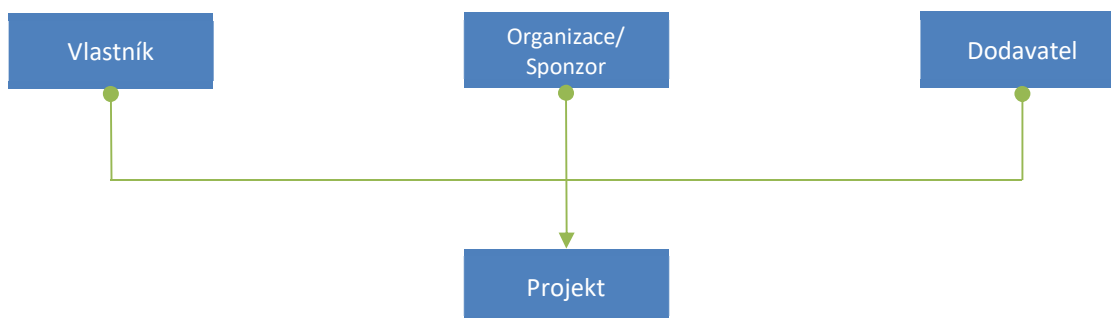 Vlastník
Organizace/
Sponzor
Dodavatel
Projekt